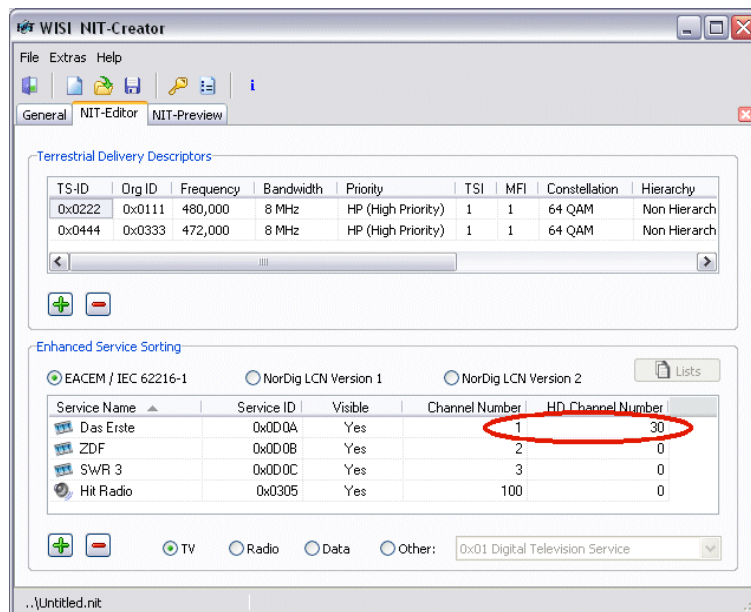 WISI NIT-Creator
File Extras Help
i
General NIT-Editor NIT-Preview
Terrestrial Delivery Descriptors
TS-ID Org ID Frequency Bandwidth Priority TSI MFI Constellation Hierarchy
0x0222 0x0111 480,000 8 MHz HP (High Priority) 1 1 64 QAM Non Hierarch
0x0444 0x0333 472,000 8 MHz HP (High Priority) 1 1 64 QAM Non Hierarch
Enhanced Service Sorting
EACEM / IEC 62216-1 NorDig LCN Version 1 NorDig LCN Version 2 Lists
Service Name Service ID Visible Channel Number HD Channel Number
Das Erste 0x0D0A Yes 1 30
ZDF 0x0D0B Yes 2 0
SWR 3 0x0D0C Yes 3 0
Hit Radio 0x0305 Yes 100 0
TV Radio Data Other: 0x01 Digital Television Service
..\Untitled.nit